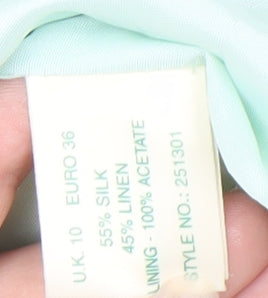 U.K. 10 EURO 36
55% SILK
45% LINEN
LINING - 100% ACETATE
STYLE NO.: 251301